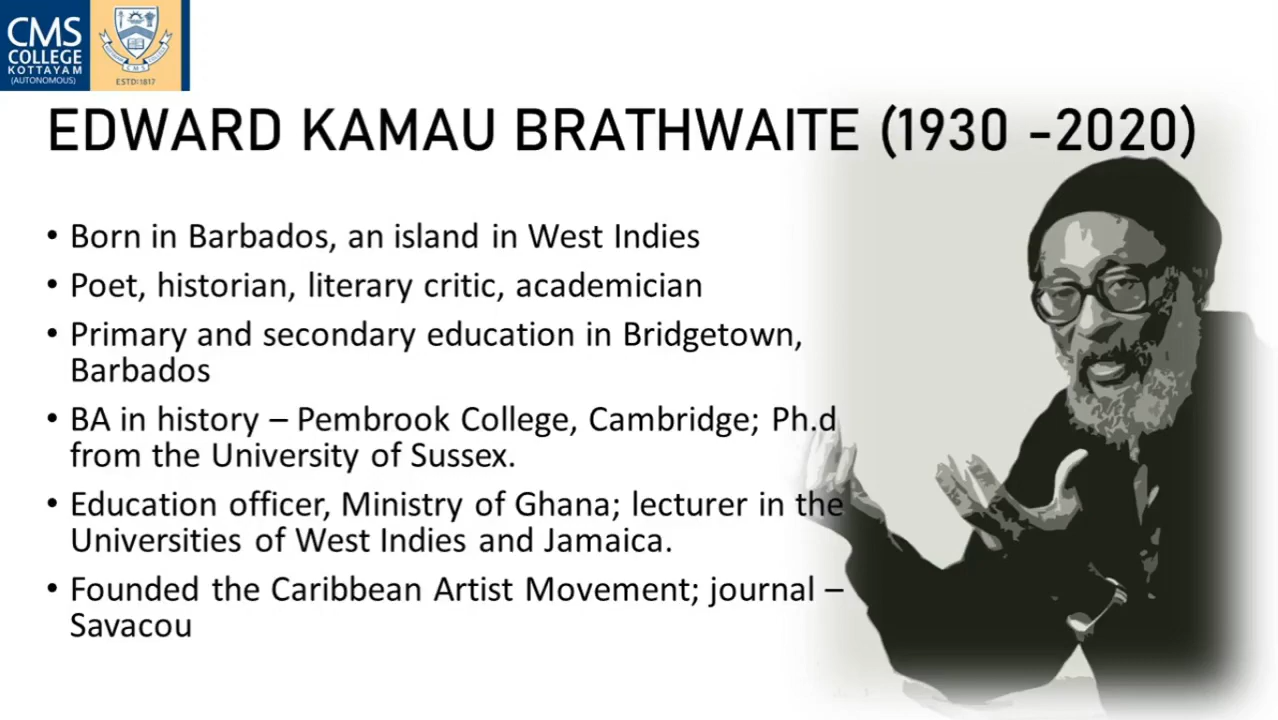 CMS
COLLEGE
KOTTAYAM
(AUTONOMOUS)
ESTD:1817
EDWARD KAMAU BRATHWAITE (1930 -2020)
• Born in Barbados, an island in West Indies
• Poet, historian, literary critic, academician
• Primary and secondary education in Bridgetown,
Barbados
• BA in history – Pembrook College, Cambridge; Ph.d
from the University of Sussex.
• Education officer, Ministry of Ghana; lecturer in the
Universities of West Indies and Jamaica.
• Founded the Caribbean Artist Movement; journal –
Savacou